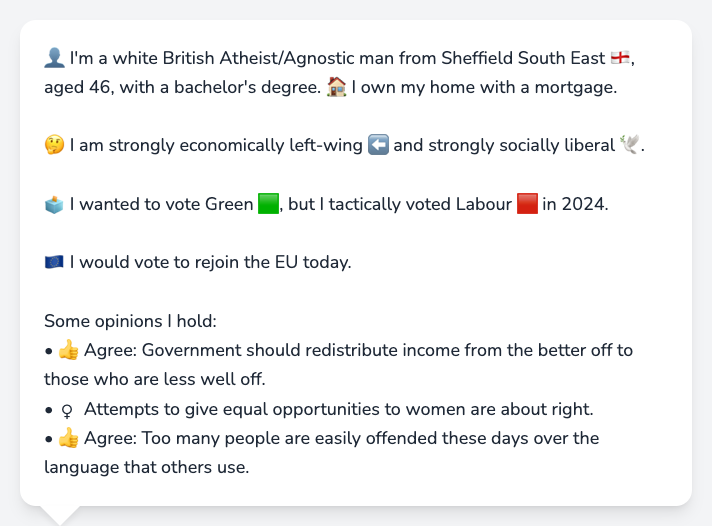 👤 I'm a white British Atheist/Agnostic man from Sheffield South East 🏴󠁧󠁢󠁥󠁮󠁧󠁿,
aged 46, with a bachelor's degree. 🏠 I own my home with a mortgage.
🤔 I am strongly economically left-wing ⬅️ and strongly socially liberal 🕊️.
🗳️ I wanted to vote Green 🟩, but I tactically voted Labour 🟥 in 2024.
🇪🇺 I would vote to rejoin the EU today.
Some opinions I hold:
• 👍 Agree: Government should redistribute income from the better off to
those who are less well off.
• ♀ Attempts to give equal opportunities to women are about right.
• 👍 Agree: Too many people are easily offended these days over the
language that others use.